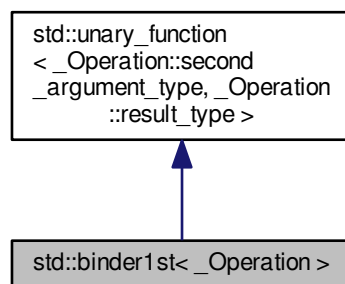 std::unary_function
< _Operation::second
_argument_type, _Operation
::result_type >
std::binder1st< _Operation >